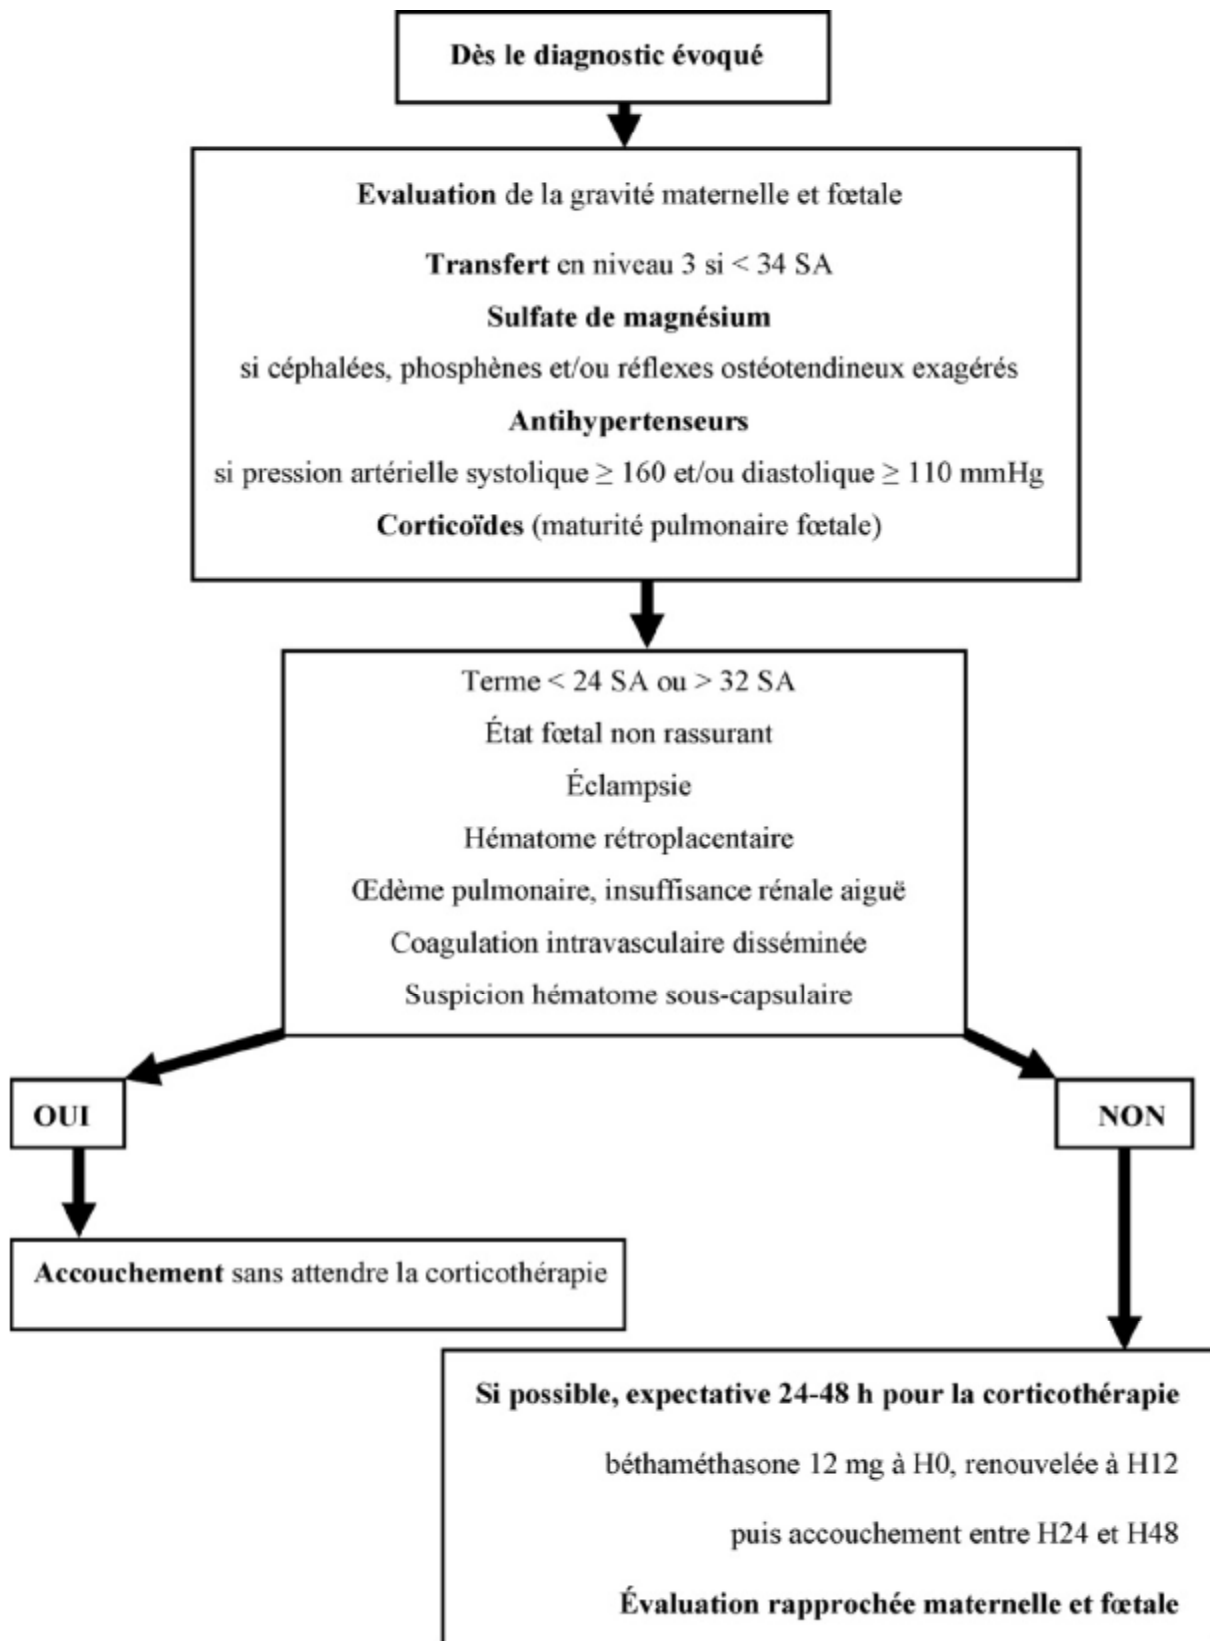 Dès le diagnostic évoqué
Evaluation de la gravité maternelle et fœtale
Transfert en niveau 3 si < 34 SA
Sulfate de magnésium
si céphalées, phosphènes et/ou réflexes ostéotendineux exagérés
Antihypertenseurs
si pression artérielle systolique ≥ 160 et/ou diastolique ≥ 110 mmHg
Corticoïdes (maturité pulmonaire fœtale)
Terme < 24 SA ou > 32 SA
État fœtal non rassurant
Éclampsie
Hématome rétroplacentaire
Œdème pulmonaire, insuffisance rénale aiguë
Coagulation intravasculaire disséminée
Suspicion hématome sous-capsulaire
OUI
NON
Accouchement sans attendre la corticothérapie
Si possible, expectative 24-48 h pour la corticothérapie
béthaméthasone 12 mg à H0, renouvelée à H12
puis accouchement entre H24 et H48
Évaluation rapprochée maternelle et fœtale